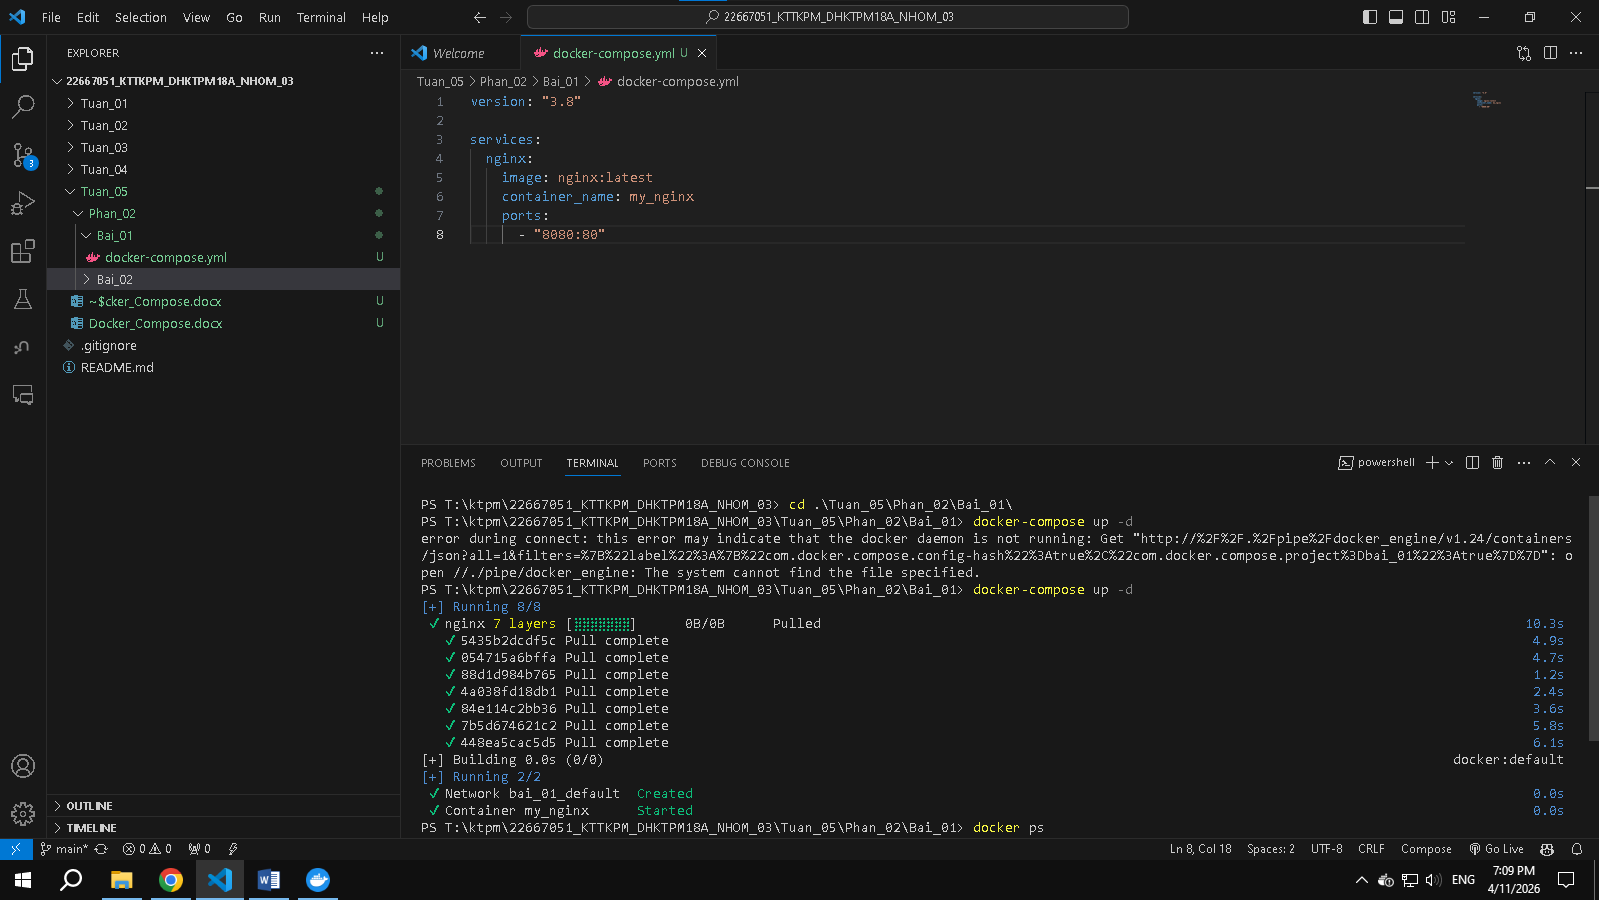 File Edit Selection View Go Run Terminal Help
22667051_KTTKPM_DHKTPM18A_NHOM_03
EXPLORER
22667051_KTTKPM_DHKTPM18A_NHOM_03
Tuan_01
Tuan_02
Tuan_03
Tuan_04
Tuan_05
Phan_02
Bai_01
docker-compose.yml U
Bai_02
~$cker_Compose.docx U
Docker_Compose.docx U
.gitignore
README.md
OUTLINE
TIMELINE
3
Welcome
docker-compose.yml U
Tuan_05 > Phan_02 > Bai_01 > docker-compose.yml
1 version: "3.8"
2
3 services:
4 nginx:
5 image: nginx:latest
6 container_name: my_nginx
7 ports:
8 - "8080:80"
PROBLEMS OUTPUT TERMINAL PORTS DEBUG CONSOLE
powershell
PS T:\ktpm\22667051_KTTKPM_DHKTPM18A_NHOM_03> cd .\Tuan_05\Phan_02\Bai_01\
PS T:\ktpm\22667051_KTTKPM_DHKTPM18A_NHOM_03\Tuan_05\Phan_02\Bai_01> docker-compose up -d
error during connect: this error may indicate that the docker daemon is not running: Get "http://%2F%2F.%2Fpipe%2Fdocker_engine/v1.24/containers
/json?all=1&filters=%7B%22label%22%3A%7B%22com.docker.compose.config-hash%22%3Atrue%2C%22com.docker.compose.project%3Dbai_01%22%3Atrue%7D%7D": o
pen //./pipe/docker_engine: The system cannot find the file specified.
PS T:\ktpm\22667051_KTTKPM_DHKTPM18A_NHOM_03\Tuan_05\Phan_02\Bai_01> docker-compose up -d
[+] Running 8/8
✓ nginx 7 layers [⣿⣿⣿⣿⣿⣿⣿] 0B/0B Pulled 10.3s
✓ 5435b2dcdf5c Pull complete 4.9s
✓ 054715a6bffa Pull complete 4.7s
✓ 88d1d984b765 Pull complete 1.2s
✓ 4a038fd18db1 Pull complete 2.4s
✓ 84e114c2bb36 Pull complete 3.6s
✓ 7b5d674621c2 Pull complete 5.8s
✓ 448ea5cac5d5 Pull complete 6.1s
[+] Building 0.0s (0/0) docker:default
[+] Running 2/2
✓ Network bai_01_default Created 0.0s
✓ Container my_nginx Started 0.0s
PS T:\ktpm\22667051_KTTKPM_DHKTPM18A_NHOM_03\Tuan_05\Phan_02\Bai_01> docker ps
main* 0 0 0 Ln 8, Col 18 Spaces: 2 UTF-8 CRLF Compose Go Live
ENG
7:09 PM
4/11/2026